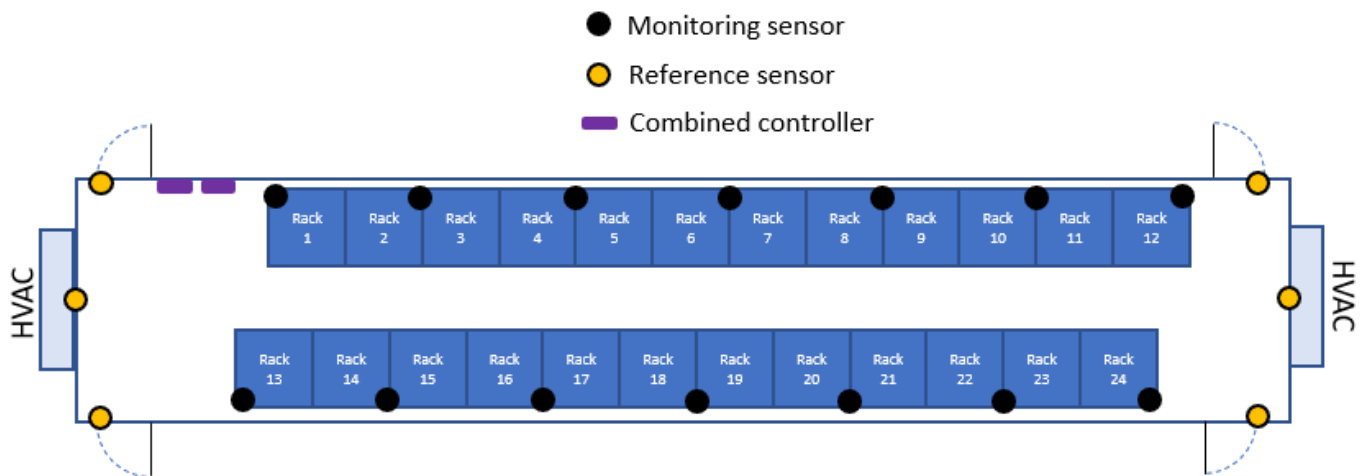 Monitoring sensor
Reference sensor
Combined controller
HVAC
Rack
1
Rack
2
Rack
3
Rack
4
Rack
5
Rack
6
Rack
7
Rack
8
Rack
9
Rack
10
Rack
11
Rack
12
HVAC
Rack
13
Rack
14
Rack
15
Rack
16
Rack
17
Rack
18
Rack
19
Rack
20
Rack
21
Rack
22
Rack
23
Rack
24